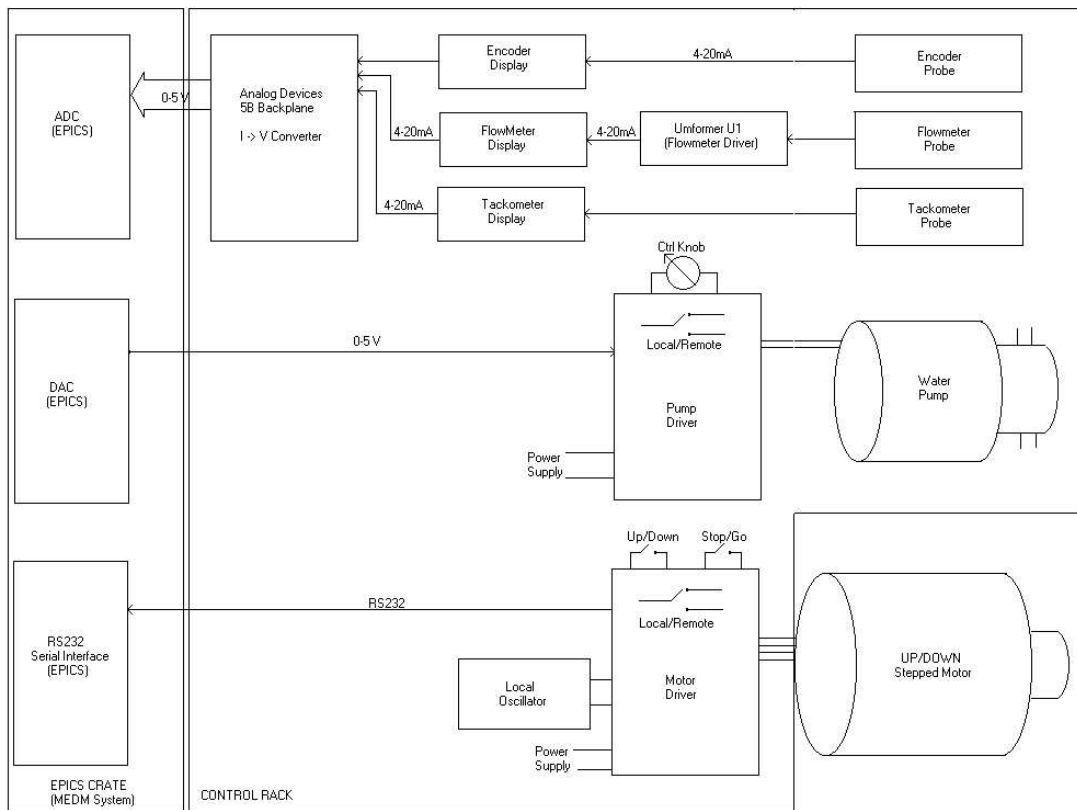 ADC
(EPICS)
0-5 V
Analog Devices
5B Backplane
I -> V Converter
Encoder
Display
4-20mA
Encoder
Probe
4-20mA
FlowMeter
Display
4-20mA
Umformer U1
(Flowmeter Driver)
Flowmeter
Probe
4-20mA
Tackometer
Display
Tackometer
Probe
Ctrl Knob
DAC
(EPICS)
0-5 V
Local/Remote
Pump
Driver
Power
Supply
Water
Pump
Up/Down
Stop/Go
RS232
Serial Interface
(EPICS)
RS232
Local/Remote
Local
Oscillator
Motor
Driver
Power
Supply
UP/DOWN
Stepped Motor
EPICS CRATE
(MEDM System)
CONTROL RACK